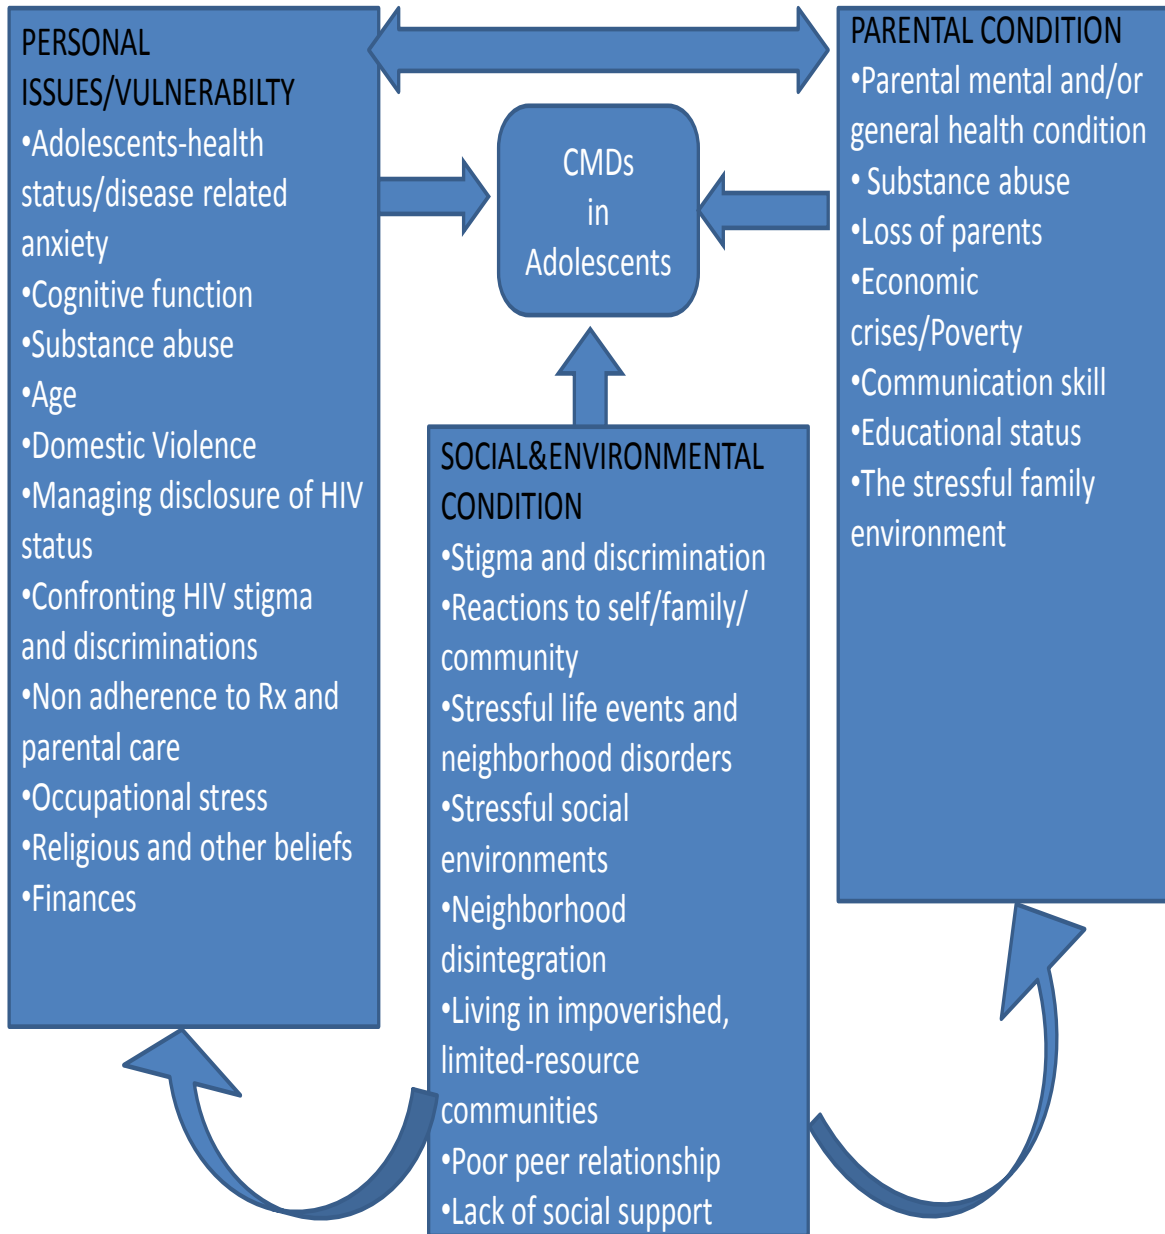 PERSONAL
ISSUES/VULNERABILTY
•Adolescents-health
status/disease related
anxiety
•Cognitive function
•Substance abuse
•Age
•Domestic Violence
•Managing disclosure of HIV
status
•Confronting HIV stigma
and discriminations
•Non adherence to Rx and
parental care
•Occupational stress
•Religious and other beliefs
•Finances
CMDs
in
Adolescents
PARENTAL CONDITION
•Parental mental and/or
general health condition
• Substance abuse
•Loss of parents
•Economic
crises/Poverty
•Communication skill
•Educational status
•The stressful family
environment
SOCIAL&ENVIRONMENTAL
CONDITION
•Stigma and discrimination
•Reactions to self/family/
community
•Stressful life events and
neighborhood disorders
•Stressful social
environments
•Neighborhood
disintegration
•Living in impoverished,
limited-resource
communities
•Poor peer relationship
•Lack of social support